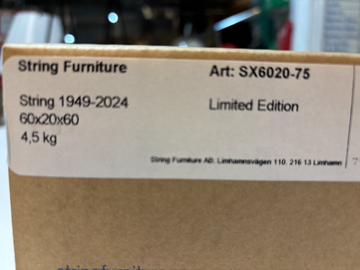 String Furniture
Art: SX6020-75
String 1949-2024
Limited Edition
60x20x60
4,5 kg
String Furniture AB, Limhamnsvägen 110, 216 13 Limhamn